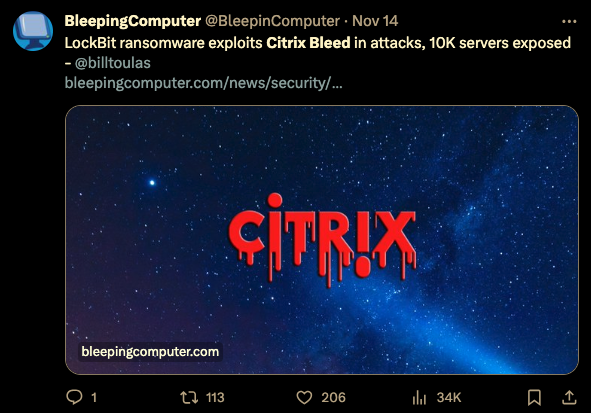 BleepingComputer @BleepinComputer · Nov 14
LockBit ransomware exploits Citrix Bleed in attacks, 10K servers exposed
- @billtoulas
bleepingcomputer.com/news/security/...
CiTRIX
bleepingcomputer.com
1 113 206 34K